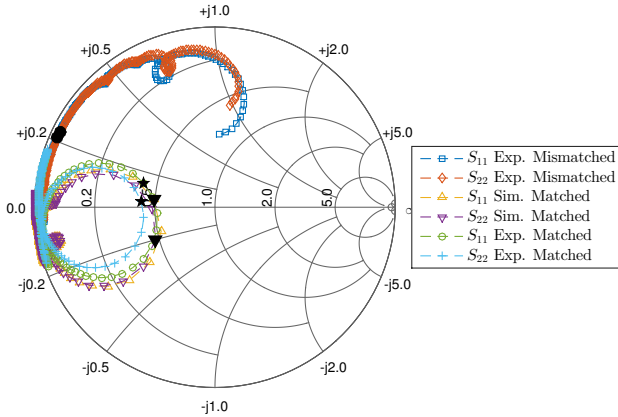 +j1.0
+j0.5
+j2.0
+j0.2
+j5.0
0.0
0.2
1.0
2.0
5.0
∞
-j0.2
-j5.0
-j0.5
-j2.0
-j1.0
S11 Exp. Mismatched
S22 Exp. Mismatched
S11 Sim. Matched
S22 Sim. Matched
S11 Exp. Matched
S22 Exp. Matched